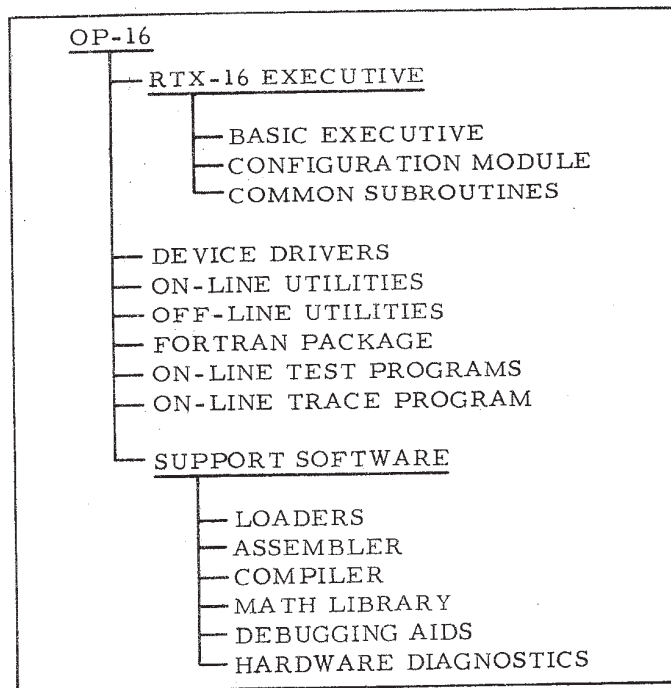 OP-16
RTX-16 EXECUTIVE
BASIC EXECUTIVE
CONFIGURATION MODULE
COMMON SUBROUTINES
DEVICE DRIVERS
ON-LINE UTILITIES
OFF-LINE UTILITIES
FORTRAN PACKAGE
ON-LINE TEST PROGRAMS
ON-LINE TRACE PROGRAM
SUPPORT SOFTWARE
LOADERS
ASSEMBLER
COMPILER
MATH LIBRARY
DEBUGGING AIDS
HARDWARE DIAGNOSTICS